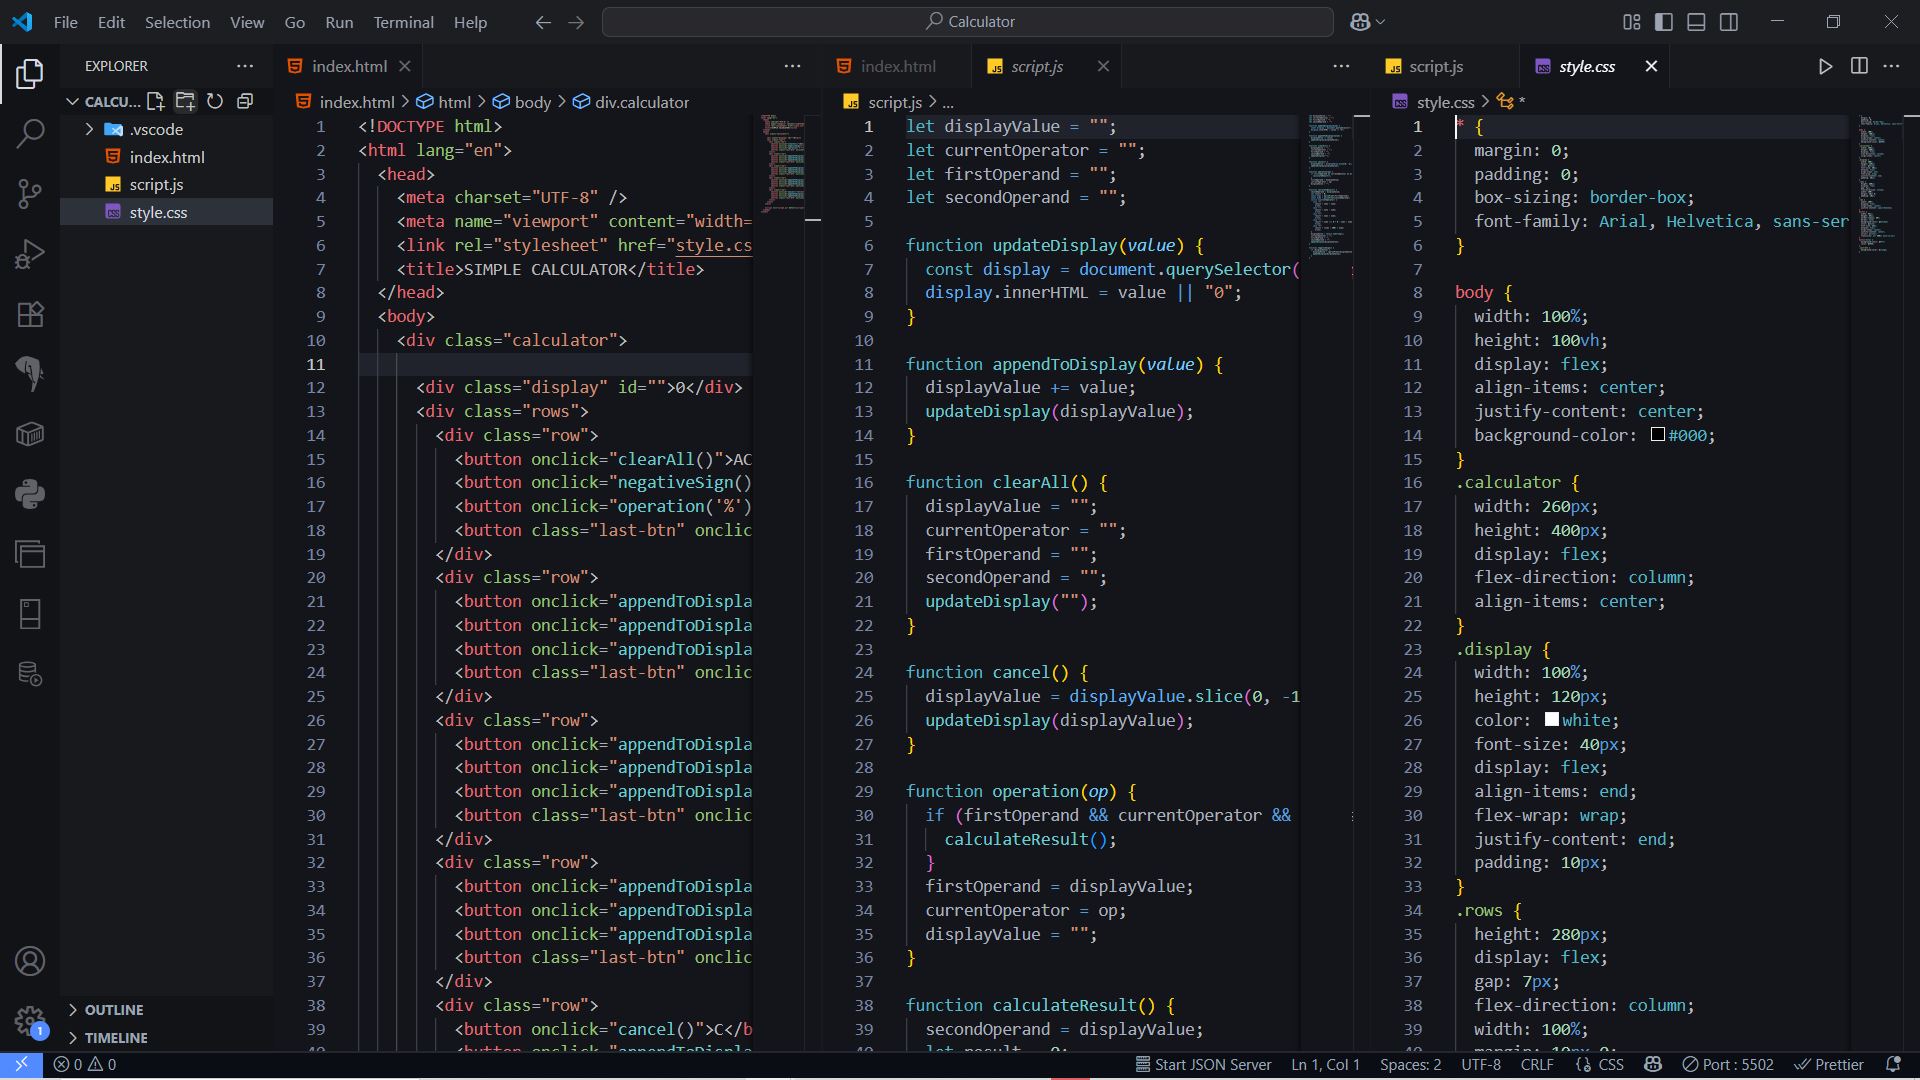 File Edit Selection View Go Run Terminal Help
Calculator
EXPLORER
CALCU...
.vscode
index.html
script.js
style.css
OUTLINE
TIMELINE
index.html
index.html > html > body > div.calculator
1 <!DOCTYPE html>
2 <html lang="en">
3 <head>
4 <meta charset="UTF-8" />
5 <meta name="viewport" content="width=
6 <link rel="stylesheet" href="style.cs
7 <title>SIMPLE CALCULATOR</title>
8 </head>
9 <body>
10 <div class="calculator">
11
12 <div class="display" id="">0</div>
13 <div class="rows">
14 <div class="row">
15 <button onclick="clearAll()">AC
16 <button onclick="negativeSign()
17 <button onclick="operation('%')
18 <button class="last-btn" onclic
19 </div>
20 <div class="row">
21 <button onclick="appendToDispla
22 <button onclick="appendToDispla
23 <button onclick="appendToDispla
24 <button class="last-btn" onclic
25 </div>
26 <div class="row">
27 <button onclick="appendToDispla
28 <button onclick="appendToDispla
29 <button onclick="appendToDispla
30 <button class="last-btn" onclic
31 </div>
32 <div class="row">
33 <button onclick="appendToDispla
34 <button onclick="appendToDispla
35 <button onclick="appendToDispla
36 <button class="last-btn" onclic
37 </div>
38 <div class="row">
39 <button onclick="cancel()">C</b
index.html script.js
script.js > ...
1 let displayValue = "";
2 let currentOperator = "";
3 let firstOperand = "";
4 let secondOperand = "";
5
6 function updateDisplay(value) {
7 const display = document.querySelector(
8 display.innerHTML = value || "0";
9 }
10
11 function appendToDisplay(value) {
12 displayValue += value;
13 updateDisplay(displayValue);
14 }
15
16 function clearAll() {
17 displayValue = "";
18 currentOperator = "";
19 firstOperand = "";
20 secondOperand = "";
21 updateDisplay("");
22 }
23
24 function cancel() {
25 displayValue = displayValue.slice(0, -1
26 updateDisplay(displayValue);
27 }
28
29 function operation(op) {
30 if (firstOperand && currentOperator &&
31 calculateResult();
32 }
33 firstOperand = displayValue;
34 currentOperator = op;
35 displayValue = "";
36 }
37
38 function calculateResult() {
39 secondOperand = displayValue;
script.js style.css
style.css > *
1 * {
2 margin: 0;
3 padding: 0;
4 box-sizing: border-box;
5 font-family: Arial, Helvetica, sans-ser
6 }
7
8 body {
9 width: 100%;
10 height: 100vh;
11 display: flex;
12 align-items: center;
13 justify-content: center;
14 background-color: #000;
15 }
16 .calculator {
17 width: 260px;
18 height: 400px;
19 display: flex;
20 flex-direction: column;
21 align-items: center;
22 }
23 .display {
24 width: 100%;
25 height: 120px;
26 color: white;
27 font-size: 40px;
28 display: flex;
29 align-items: end;
30 flex-wrap: wrap;
31 justify-content: end;
32 padding: 10px;
33 }
34 .rows {
35 height: 280px;
36 display: flex;
37 gap: 7px;
38 flex-direction: column;
39 width: 100%;
1
0 0 Start JSON Server Ln 1, Col 1 Spaces: 2 UTF-8 CRLF {} CSS Port : 5502 Prettier